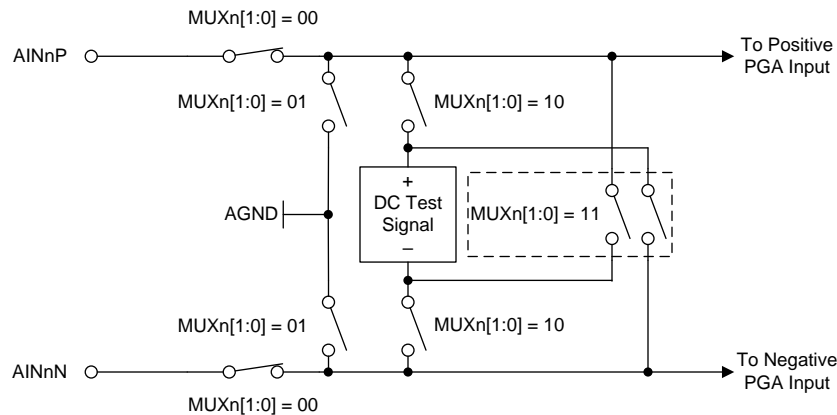 MUXn[1:0] = 00
AINnP
To Positive
PGA Input
MUXn[1:0] = 01
MUXn[1:0] = 10
+
DC Test
Signal
–
AGND
MUXn[1:0] = 11
MUXn[1:0] = 01
MUXn[1:0] = 10
AINnN
To Negative
PGA Input
MUXn[1:0] = 00